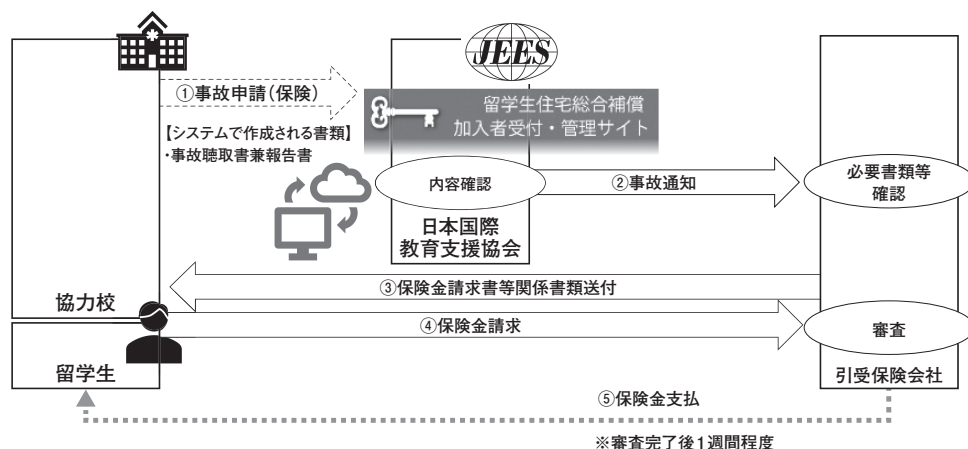 JEES
①事故申請(保険)
留学生住宅総合補償
加入者受付・管理サイト
【システムで作成される書類】
・事故聴取書兼報告書
内容確認
②事故通知
必要書類等
確認
日本国際
教育支援協会
③保険金請求書等関係書類送付
協力校
④保険金請求
審査
留学生
引受保険会社
⑤保険金支払
※審査完了後1週間程度